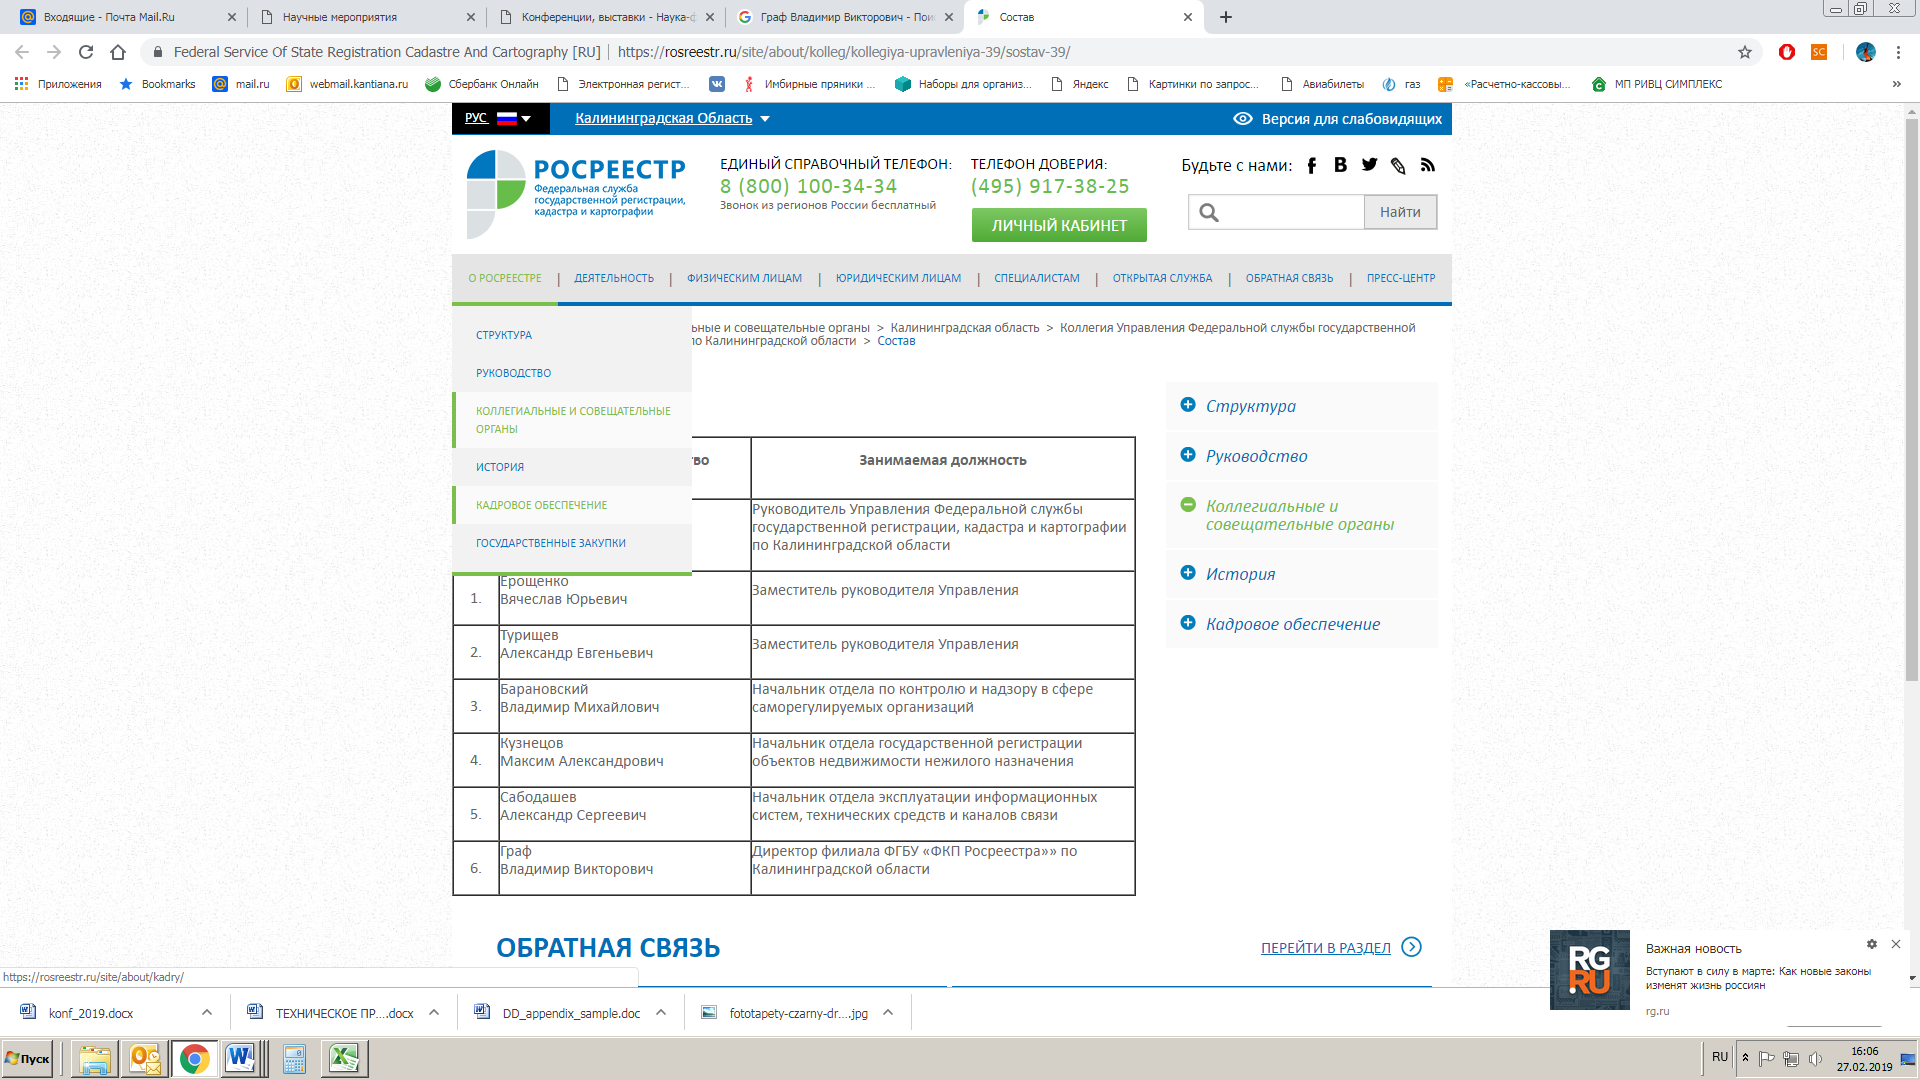 Входящие - Почта Mail.Ru
Научные мероприятия
Конференции, выставки - Наука-ф
Граф Владимир Викторович - Пои
Состав
Federal Service Of State Registration Cadastre And Cartography [RU] | https://rosreestr.ru/site/about/kolleg/kollegiya-upravleniya-39/sostav-39/
Приложения
Bookmarks
mail.ru
webmail.kantiana.ru
Сбербанк Онлайн
Электронная регист...
Имбирные пряники ...
Наборы для организ...
Яндекс
Картинки по запрос...
Авиабилеты
газ
«Расчетно-кассовы...
МП РИВЦ СИМПЛЕКС
»
РУС
Калининградская Область
Версия для слабовидящих
РОСРЕЕСТР
Федеральная служба
государственной регистрации,
кадастра и картографии
ЕДИНЫЙ СПРАВОЧНЫЙ ТЕЛЕФОН:
8 (800) 100-34-34
Звонок из регионов России бесплатный
ТЕЛЕФОН ДОВЕРИЯ:
(495) 917-38-25
ЛИЧНЫЙ КАБИНЕТ
Будьте с нами:
Найти
О РОСРЕЕСТРЕ | ДЕЯТЕЛЬНОСТЬ | ФИЗИЧЕСКИМ ЛИЦАМ | ЮРИДИЧЕСКИМ ЛИЦАМ | СПЕЦИАЛИСТАМ | ОТКРЫТАЯ СЛУЖБА | ОБРАТНАЯ СВЯЗЬ | ПРЕСС-ЦЕНТР
СТРУКТУРА
РУКОВОДСТВО
КОЛЛЕГИАЛЬНЫЕ И СОВЕЩАТЕЛЬНЫЕ
ОРГАНЫ
ИСТОРИЯ
КАДРОВОЕ ОБЕСПЕЧЕНИЕ
ГОСУДАРСТВЕННЫЕ ЗАКУПКИ
ьные и совещательные органы > Калининградская область > Коллегия Управления Федеральной службы государственной
по Калининградской области > Состав
тво
Занимаемая должность
Руководитель Управления Федеральной службы
государственной регистрации, кадастра и картографии
по Калининградской области
1.
Ерощенко
Вячеслав Юрьевич
Заместитель руководителя Управления
2.
Турищев
Александр Евгеньевич
Заместитель руководителя Управления
3.
Барановский
Владимир Михайлович
Начальник отдела по контролю и надзору в сфере
саморегулируемых организаций
4.
Кузнецов
Максим Александрович
Начальник отдела государственной регистрации
объектов недвижимости нежилого назначения
5.
Сабодашев
Александр Сергеевич
Начальник отдела эксплуатации информационных
систем, технических средств и каналов связи
6.
Граф
Владимир Викторович
Директор филиала ФГБУ «ФКП Росреестра»» по
Калининградской области
Структура
Руководство
Коллегиальные и
совещательные органы
История
Кадровое обеспечение
ОБРАТНАЯ СВЯЗЬ
ПЕРЕЙТИ В РАЗДЕЛ
https://rosreestr.ru/site/about/kadry/
RG
RU
Важная новость
Вступают в силу в марте: Как новые законы
изменят жизнь россиян
rg.ru
konf_2019.docx
ТЕХНИЧЕСКОЕ ПР....docx
DD_appendix_sample.doc
fototapety-czarny-dr....jpg
Пуск
RU
16:06
27.02.2019